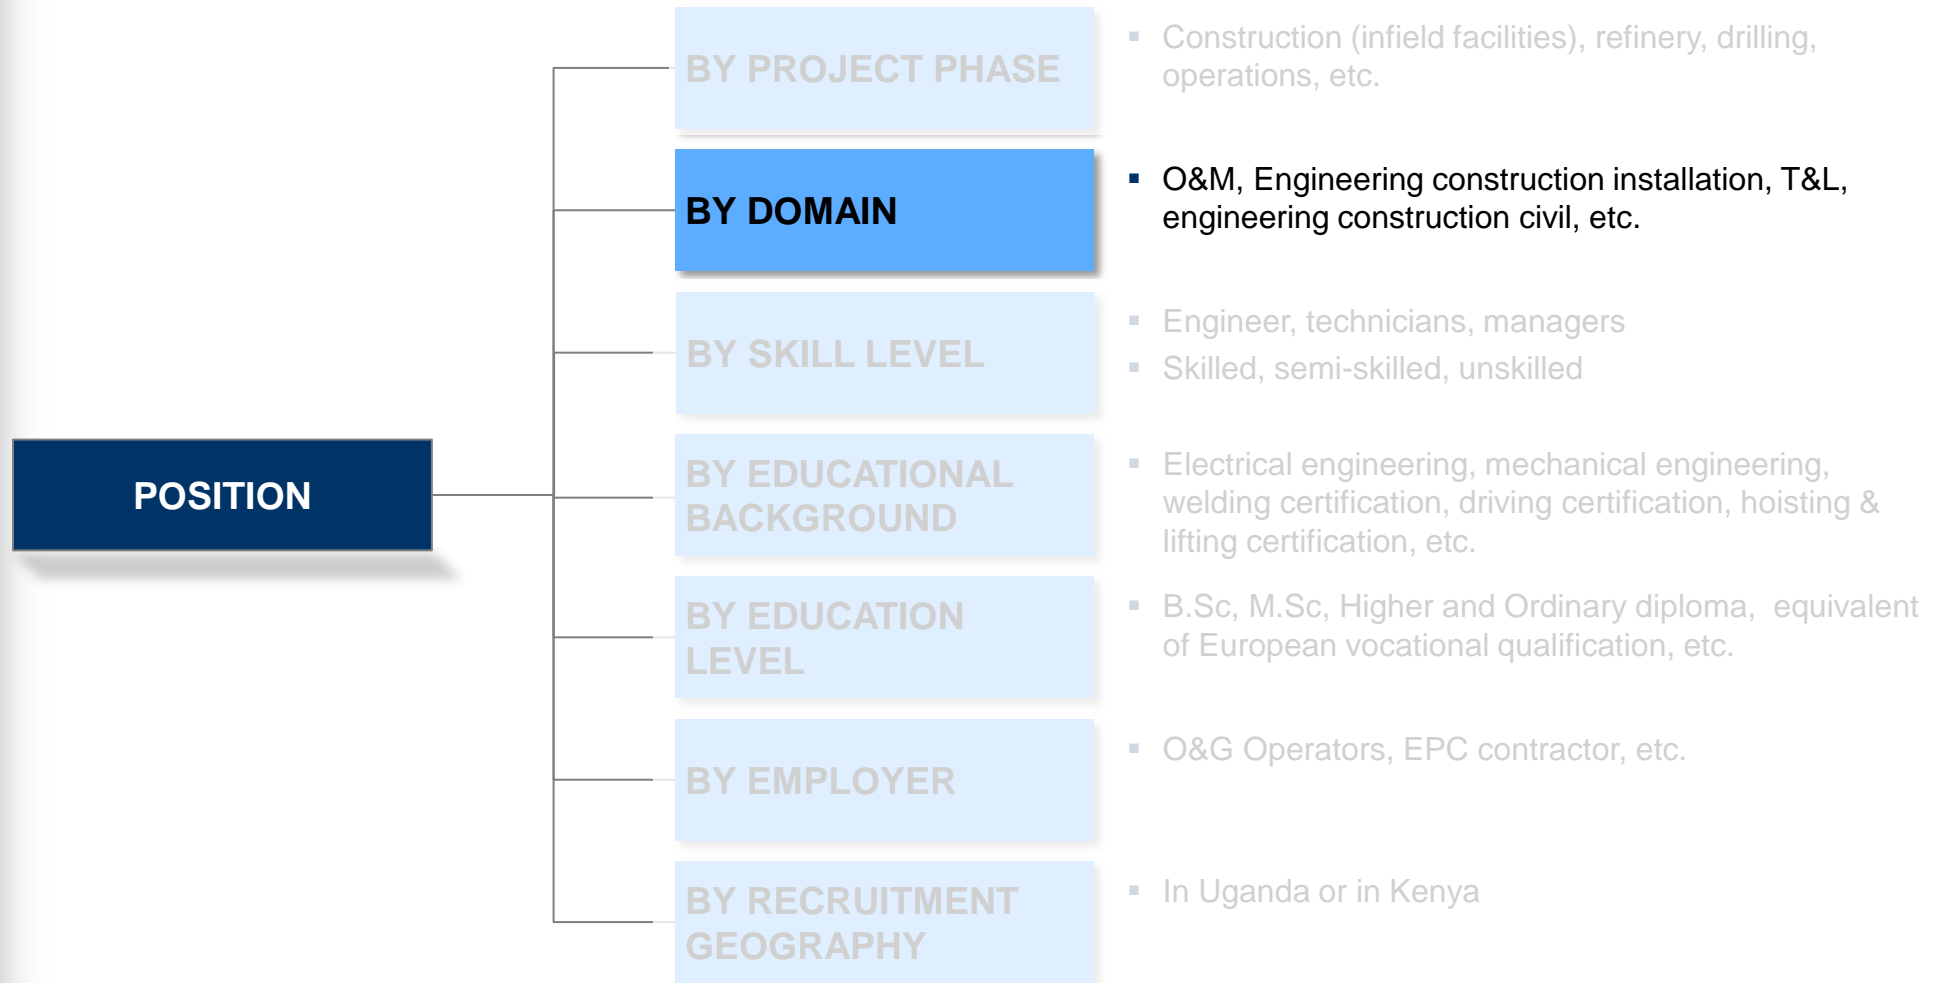 BY PROJECT PHASE
▪ Construction (infield facilities), refinery, drilling,
operations, etc.
BY DOMAIN
▪ O&M, Engineering construction installation, T&L,
engineering construction civil, etc.
BY SKILL LEVEL
▪ Engineer, technicians, managers
▪ Skilled, semi-skilled, unskilled
POSITION
BY EDUCATIONAL
BACKGROUND
▪ Electrical engineering, mechanical engineering,
welding certification, driving certification, hoisting &
lifting certification, etc.
BY EDUCATION
LEVEL
▪ B.Sc, M.Sc, Higher and Ordinary diploma,  equivalent
of European vocational qualification, etc.
BY EMPLOYER
▪ O&G Operators, EPC contractor, etc.
BY RECRUITMENT
GEOGRAPHY
▪ In Uganda or in Kenya